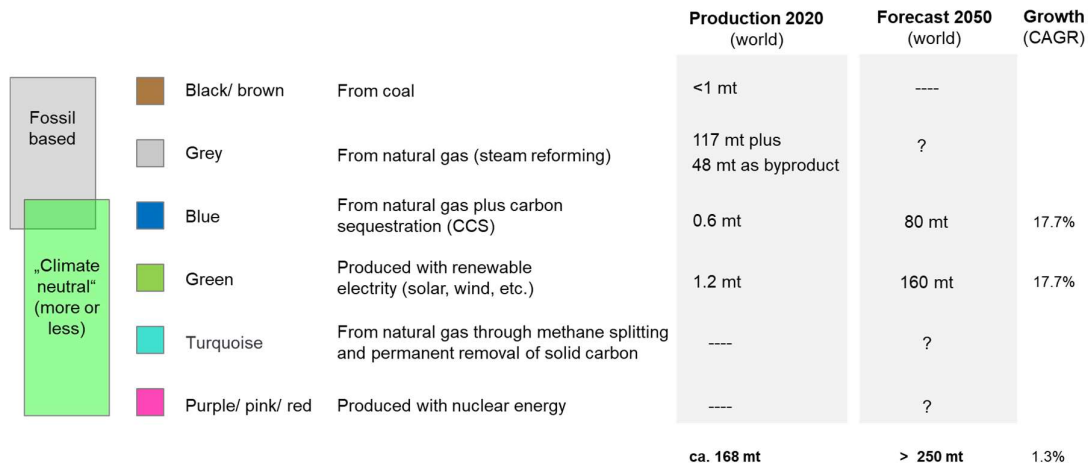 Production 2020
(world)
Forecast 2050
(world)
Growth
(CAGR)
Fossil
based
„Climate
neutral“
(more or
less)
Black/ brown From coal <1 mt ----
Grey From natural gas (steam reforming) 117 mt plus
48 mt as byproduct ?
Blue From natural gas plus carbon
sequestration (CCS) 0.6 mt 80 mt 17.7%
Green Produced with renewable
electrity (solar, wind, etc.) 1.2 mt 160 mt 17.7%
Turquoise From natural gas through methane splitting
and permanent removal of solid carbon ---- ?
Purple/ pink/ red Produced with nuclear energy ---- ?
ca. 168 mt > 250 mt 1.3%